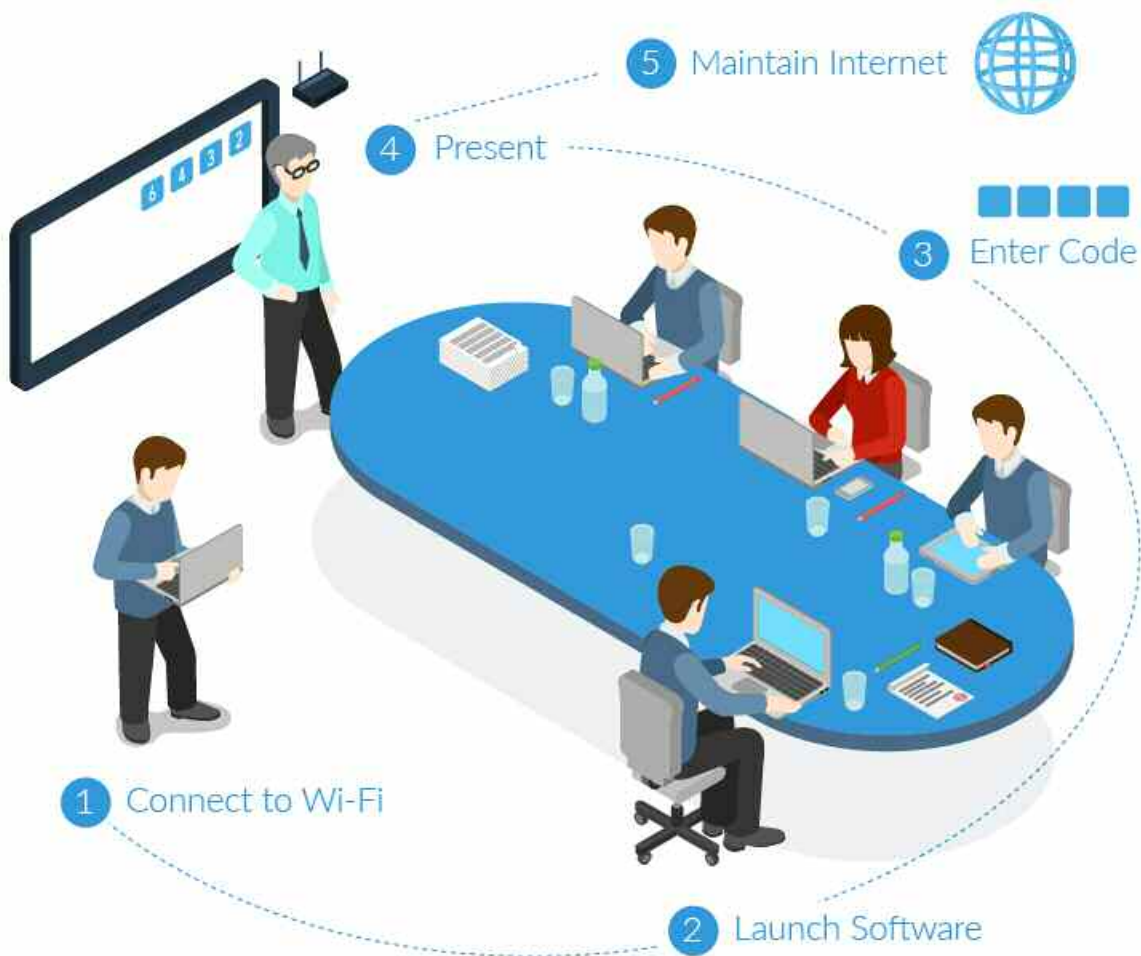 5 Maintain Internet
4 Present
6 4 3 2
3 Enter Code
1 Connect to Wi-Fi
2 Launch Software